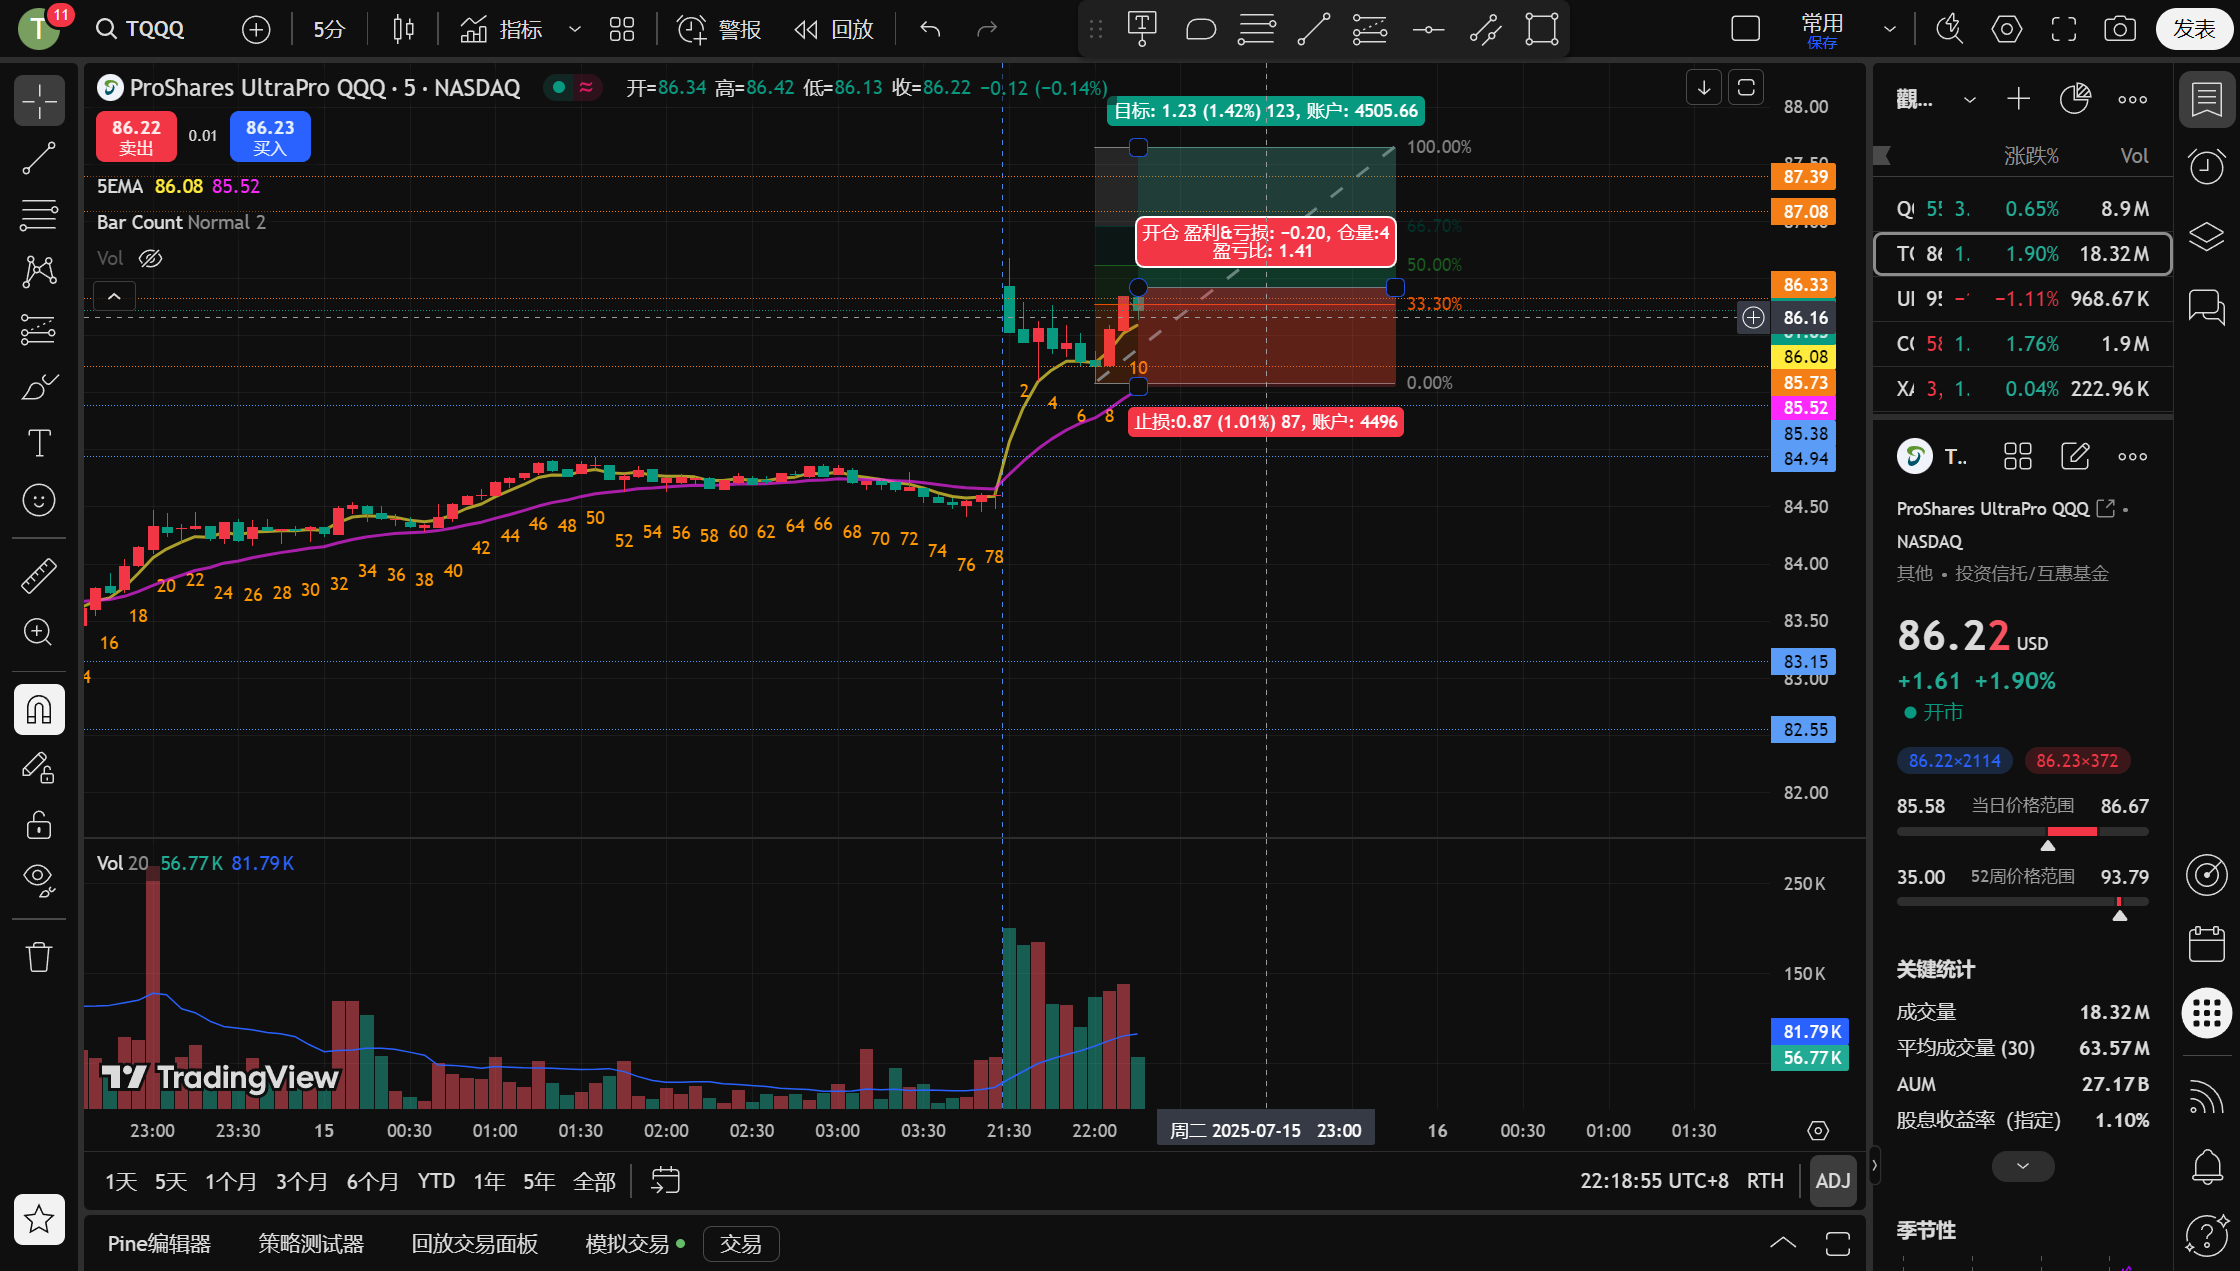 T 11 TQQQ 5分 指标 警报 回放 常用 保存 发表
ProShares UltraPro QQQ · 5 · NASDAQ 开=86.34 高=86.42 低=86.13 收=86.22 −0.12 (−0.14%)
86.22 卖出 0.01 86.23 买入
5EMA 86.08 85.52
Bar Count Normal 2
Vol
目标: 1.23 (1.42%) 123, 账户: 4505.66
开仓 盈利&亏损: −0.20, 仓量:4
盈亏比: 1.41
止损:0.87 (1.01%) 87, 账户: 4496
100.00%
66.70%
50.00%
33.30%
0.00%
88.00
87.50
87.39
87.08
86.33
86.16
86.08
85.73
85.52
85.38
84.94
84.50
84.00
83.50
83.15
83.00
82.55
82.00
4 16 18 20 22 24 26 28 30 32 34 36 38 40 42 44 46 48 50 52 54 56 58 60 62 64 66 68 70 72 74 76 78 2 4 6 8 10
Vol 20 56.77K 81.79K
250K
150K
81.79K
56.77K
TradingView
23:00 23:30 15 00:30 01:00 01:30 02:00 02:30 03:00 03:30 21:30 22:00 周二 2025-07-15 23:00 16 00:30 01:00 01:30
1天 5天 1个月 3个月 6个月 YTD 1年 5年 全部 22:18:55 UTC+8 RTH ADJ
Pine编辑器 策略测试器 回放交易面板 模拟交易 交易
觀...
涨跌% Vol
3. 0.65% 8.9M
86 1. 1.90% 18.32M
−1.11% 968.67K
1. 1.76% 1.9M
3, 1. 0.04% 222.96K
T..
ProShares UltraPro QQQ •
NASDAQ
其他 • 投资信托/互惠基金
86.22 USD
+1.61 +1.90%
开市
86.22×2114 86.23×372
85.58 当日价格范围 86.67
35.00 52周价格范围 93.79
关键统计
成交量 18.32M
平均成交量 (30) 63.57M
AUM 27.17B
股息收益率（指定） 1.10%
季节性